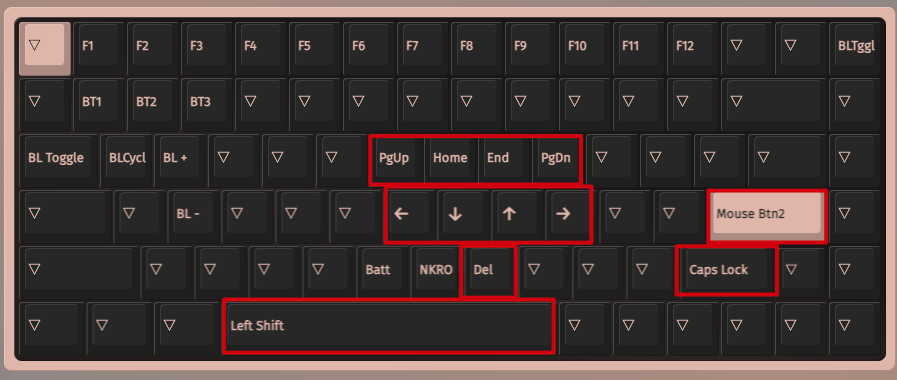 ▽ F1 F2 F3 F4 F5 F6 F7 F8 F9 F10 F11 F12 ▽ ▽ BLTggl
▽ BT1 BT2 BT3 ▽ ▽ ▽ ▽ ▽ ▽ ▽ ▽ ▽ ▽ ▽
BL Toggle BLCycl BL + ▽ ▽ ▽ PgUp Home End PgDn ▽ ▽ ▽ ▽ ▽
▽ ▽ BL - ▽ ▽ ▽ ← ↓ ↑ → ▽ ▽ Mouse Btn2 ▽
▽ ▽ ▽ ▽ ▽ Batt NKRO Del ▽ ▽ ▽ Caps Lock ▽ ▽
▽ ▽ ▽ Left Shift ▽ ▽ ▽ ▽ ▽ ▽